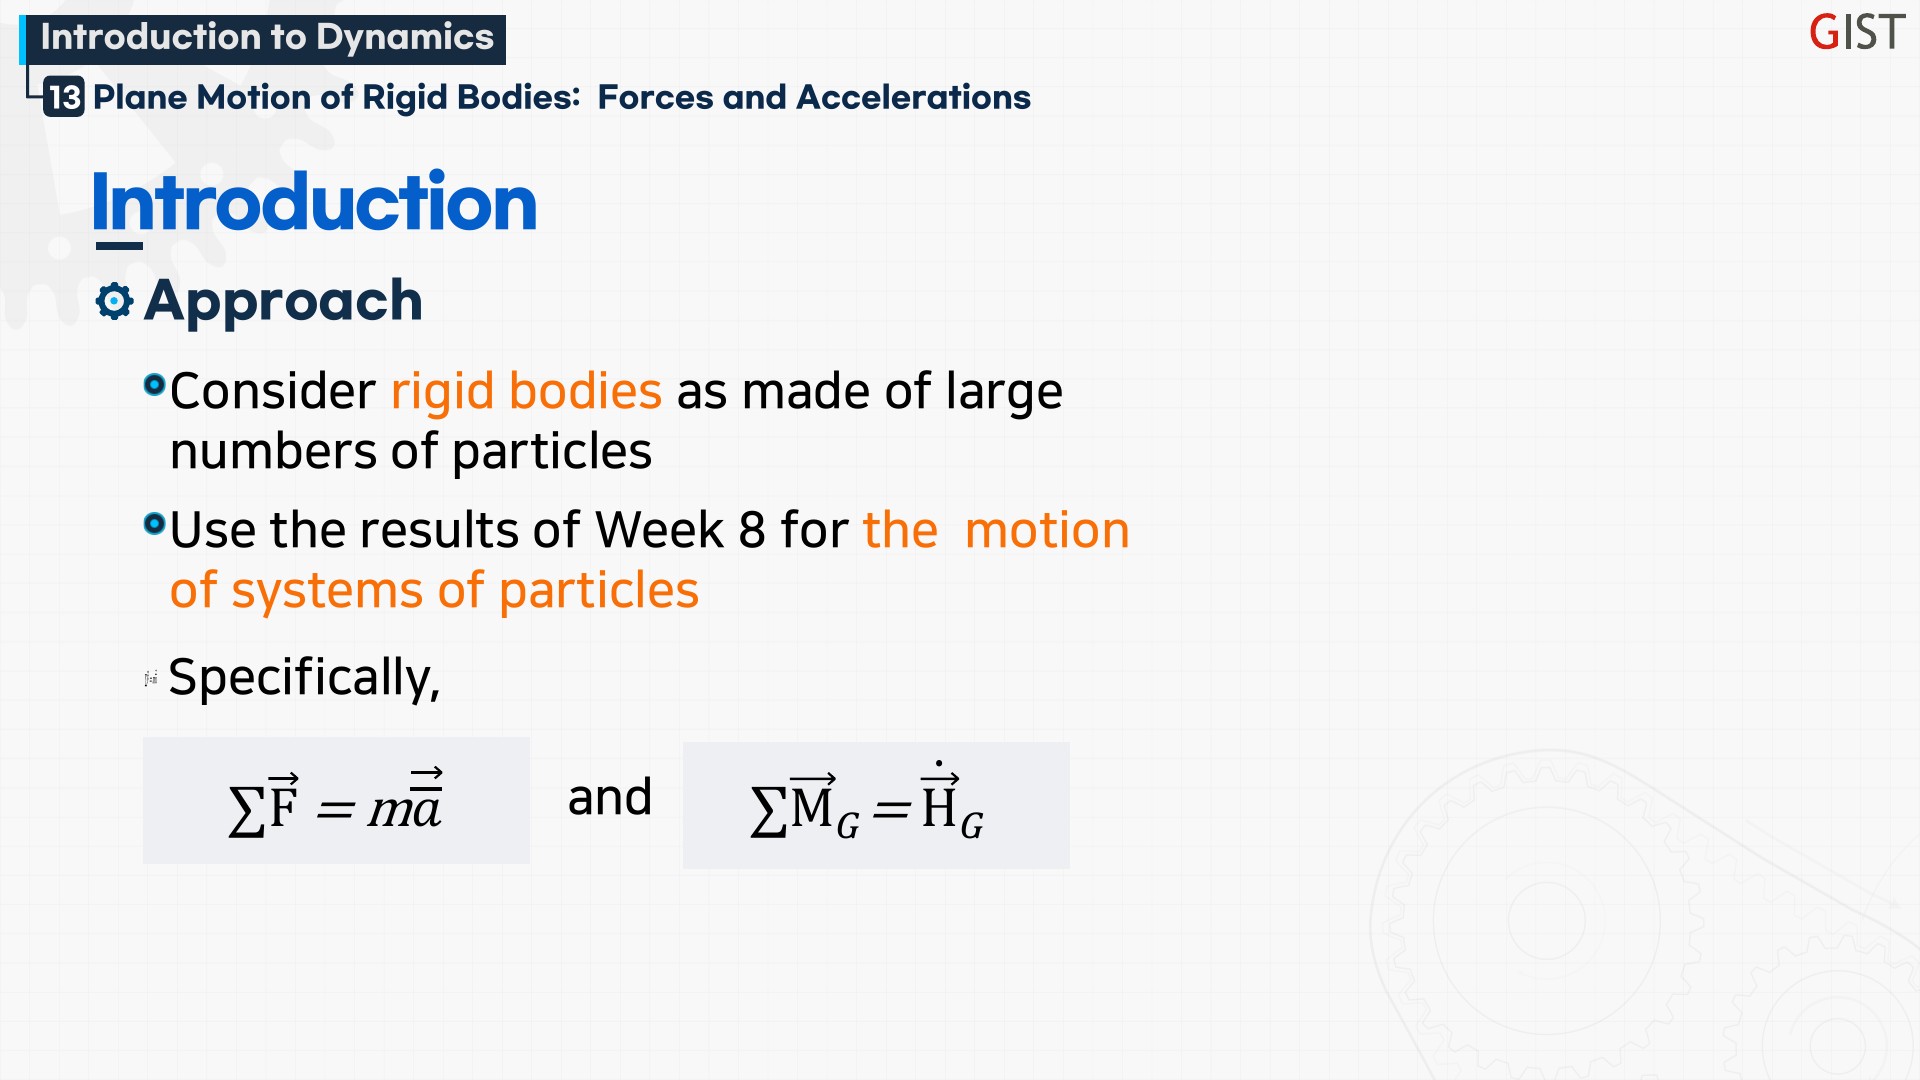 Introduction to Dynamics
GIST
13 Plane Motion of Rigid Bodies:  Forces and Accelerations
Introduction
Approach
Consider rigid bodies as made of large
numbers of particles
Use the results of Week 8 for the  motion
of systems of particles
Specifically,
∑F⃗ = ma̅⃗ and ∑M⃗_G = Ḣ⃗_G